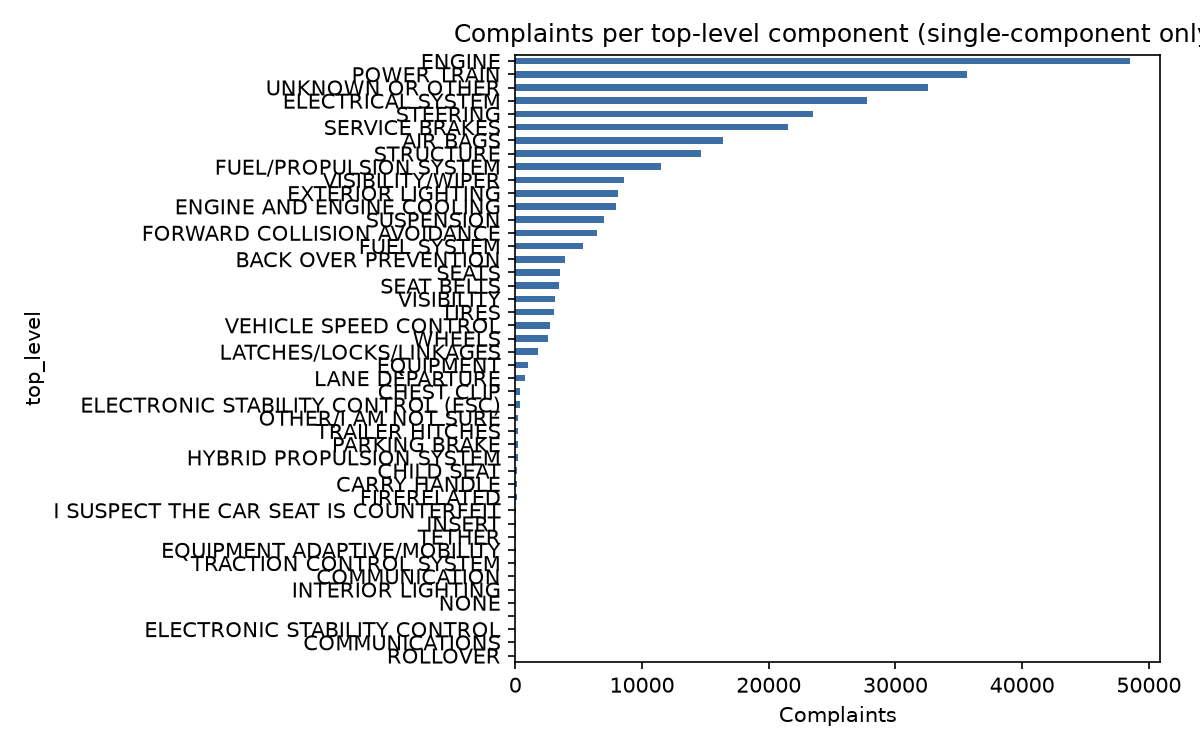 Complaints per top-level component (single-component only
ENGINE
POWER TRAIN
UNKNOWN OR OTHER
ELECTRICAL SYSTEM
STEERING
SERVICE BRAKES
AIR BAGS
STRUCTURE
FUEL/PROPULSION SYSTEM
VISIBILITY/WIPER
EXTERIOR LIGHTING
ENGINE AND ENGINE COOLING
SUSPENSION
FORWARD COLLISION AVOIDANCE
FUEL SYSTEM
BACK OVER PREVENTION
SEATS
SEAT BELTS
VISIBILITY
TIRES
VEHICLE SPEED CONTROL
WHEELS
LATCHES/LOCKS/LINKAGES
EQUIPMENT
LANE DEPARTURE
CHEST CLIP
ELECTRONIC STABILITY CONTROL (ESC)
OTHER/I AM NOT SURE
TRAILER HITCHES
PARKING BRAKE
HYBRID PROPULSION SYSTEM
CHILD SEAT
CARRY HANDLE
FIRERELATED
I SUSPECT THE CAR SEAT IS COUNTERFEIT
INSERT
TETHER
EQUIPMENT ADAPTIVE/MOBILITY
TRACTION CONTROL SYSTEM
COMMUNICATION
INTERIOR LIGHTING
NONE
ELECTRONIC STABILITY CONTROL
COMMUNICATIONS
ROLLOVER
top_level
0 10000 20000 30000 40000 50000
Complaints